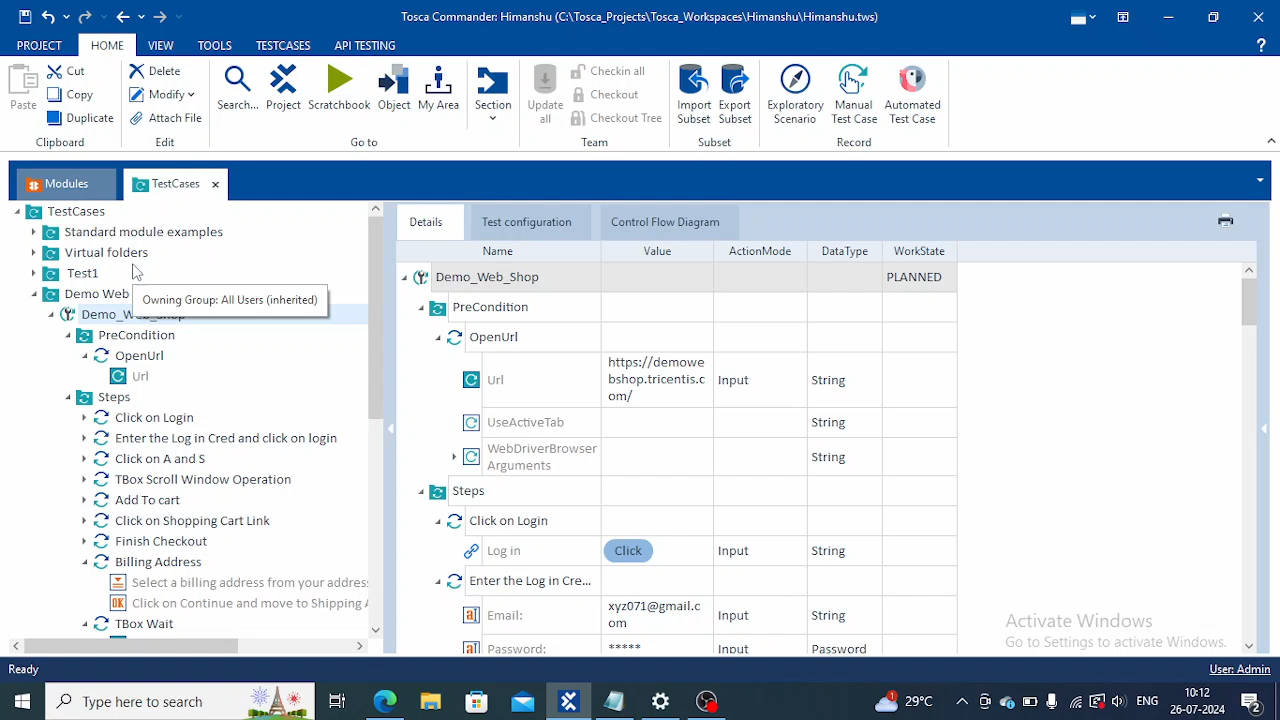 Tosca Commander: Himanshu (C:\Tosca_Projects\Tosca_Workspaces\Himanshu\Himanshu.tws)
PROJECT HOME VIEW TOOLS TESTCASES API TESTING
Paste
Cut
Copy
Duplicate
Clipboard
Delete
Modify
Attach File
Edit
Search...
Project
Scratchbook
Object
My Area
Section
Go to
Update all
Checkin all
Checkout
Checkout Tree
Team
Import Subset
Export Subset
Subset
Exploratory Scenario
Manual Test Case
Automated Test Case
Record
Modules
TestCases
TestCases
Standard module examples
Virtual folders
Test1
Demo Web
Owning Group: All Users (inherited)
PreCondition
OpenUrl
Url
Steps
Click on Login
Enter the Log in Cred and click on login
Click on A and S
TBox Scroll Window Operation
Add To cart
Click on Shopping Cart Link
Finish Checkout
Billing Address
Select a billing address from your address
Click on Continue and move to Shipping A
TBox Wait
Details
Test configuration
Control Flow Diagram
Name Value ActionMode DataType WorkState
Demo_Web_Shop PLANNED
PreCondition
OpenUrl
Url https://demowebshop.tricentis.com/ Input String
UseActiveTab String
WebDriverBrowser Arguments String
Steps
Click on Login
Log in Click Input String
Enter the Log in Cre...
Email: xyz071@gmail.com Input String
Password: ***** Input Password
Activate Windows
Go to Settings to activate Windows.
Ready
User: Admin
Type here to search
1
29°C
ENG
10:12
26-07-2024
2